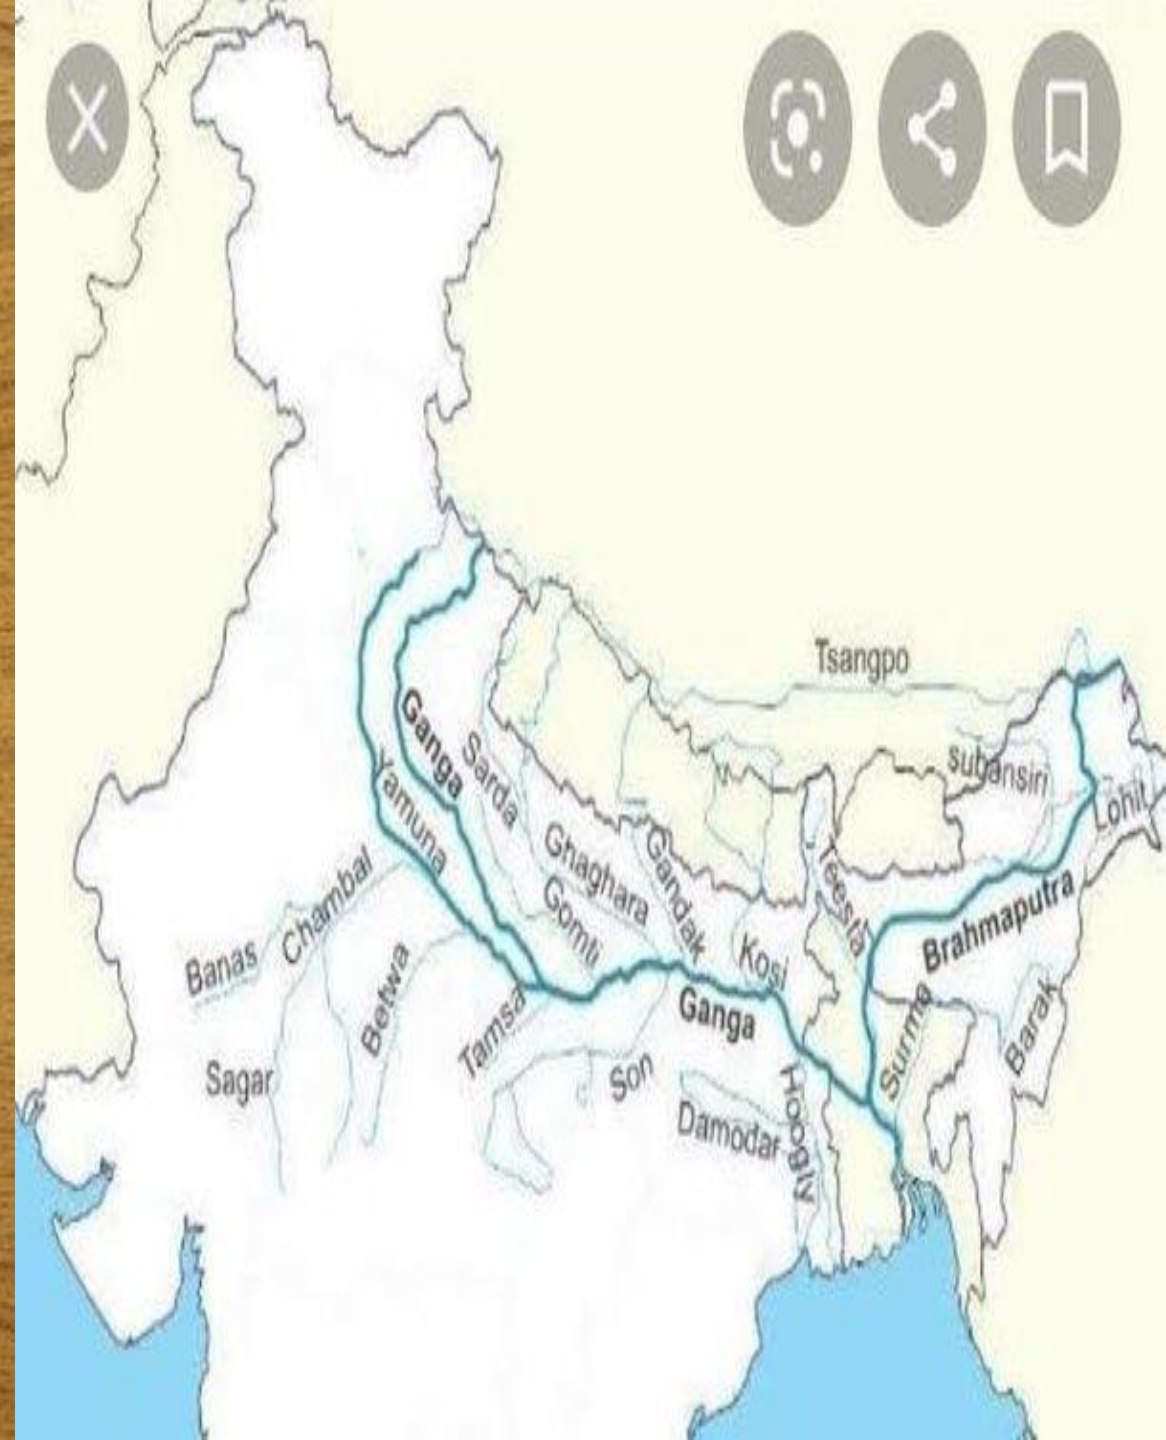 Tsangpo
subansiri
Lohit
Ganga
Sarda
Yamuna
Ghaghara
Gandak
Teesta
Chambal
Gomti
Brahmaputra
Banas
Betwa
Kosi
Tamsa
Ganga
Surma
Barak
Sagar
Son
Hoogly
Damodar